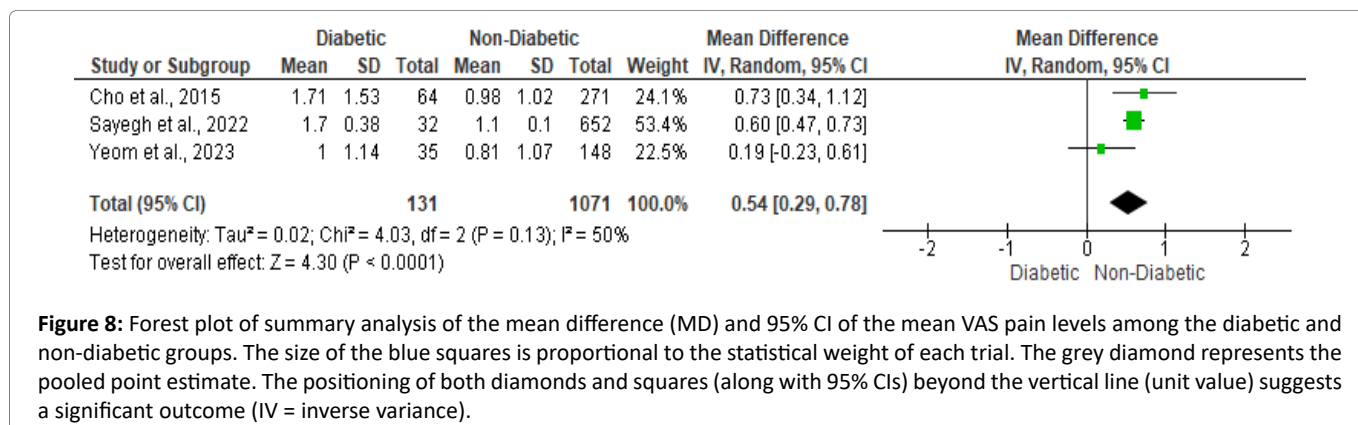 Diabetic Non-Diabetic Mean Difference Mean Difference
Study or Subgroup Mean SD Total Mean SD Total Weight IV, Random, 95% CI IV, Random, 95% CI
Cho et al., 2015 1.71 1.53 64 0.98 1.02 271 24.1% 0.73 [0.34, 1.12]
Sayegh et al., 2022 1.7 0.38 32 1.1 0.1 652 53.4% 0.60 [0.47, 0.73]
Yeom et al., 2023 1 1.14 35 0.81 1.07 148 22.5% 0.19 [-0.23, 0.61]
Total (95% CI) 131 1071 100.0% 0.54 [0.29, 0.78]
Heterogeneity: Tau² = 0.02; Chi² = 4.03, df = 2 (P = 0.13); I² = 50%
Test for overall effect: Z = 4.30 (P < 0.0001)
-2 -1 0 1 2
Diabetic Non-Diabetic
Figure 8: Forest plot of summary analysis of the mean difference (MD) and 95% CI of the mean VAS pain levels among the diabetic and
non-diabetic groups. The size of the blue squares is proportional to the statistical weight of each trial. The grey diamond represents the
pooled point estimate. The positioning of both diamonds and squares (along with 95% CIs) beyond the vertical line (unit value) suggests
a significant outcome (IV = inverse variance).